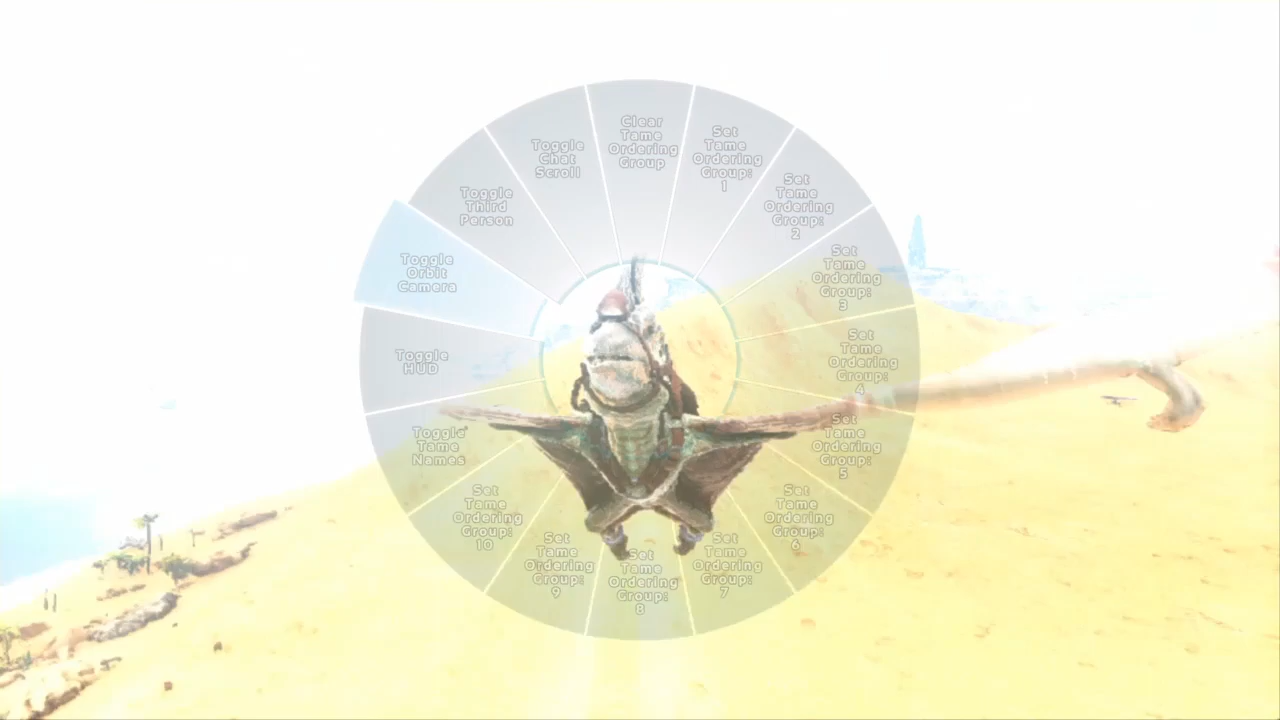 Clear
Tame
Ordering
Group
Set
Tame
Ordering
Group:
1
Set
Tame
Ordering
Group:
2
Set
Tame
Ordering
Group:
3
Set
Tame
Ordering
Group:
4
Set
Tame
Ordering
Group:
5
Set
Tame
Ordering
Group:
6
Set
Tame
Ordering
Group:
7
Set
Tame
Ordering
Group:
8
Set
Tame
Ordering
Group:
9
Set
Tame
Ordering
Group:
10
Toggle
Tame
Names
Toggle
HUD
Toggle
Orbit
Camera
Toggle
Third
Person
Toggle
Chat
Scroll